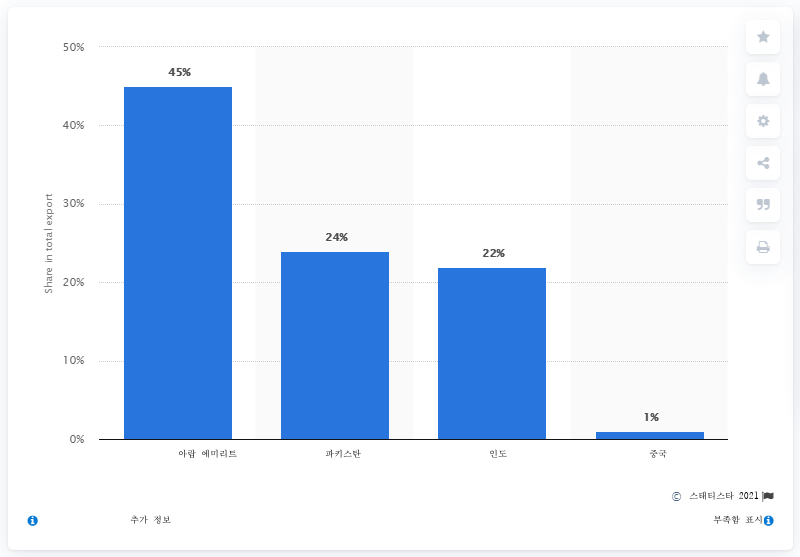 50%
45%
40%
30%
24%
22%
20%
10%
1%
0%
Share in total export
아랍 에미리트
파키스탄
인도
중국
© 스태티스타 2021
추가 정보
부족함 표시